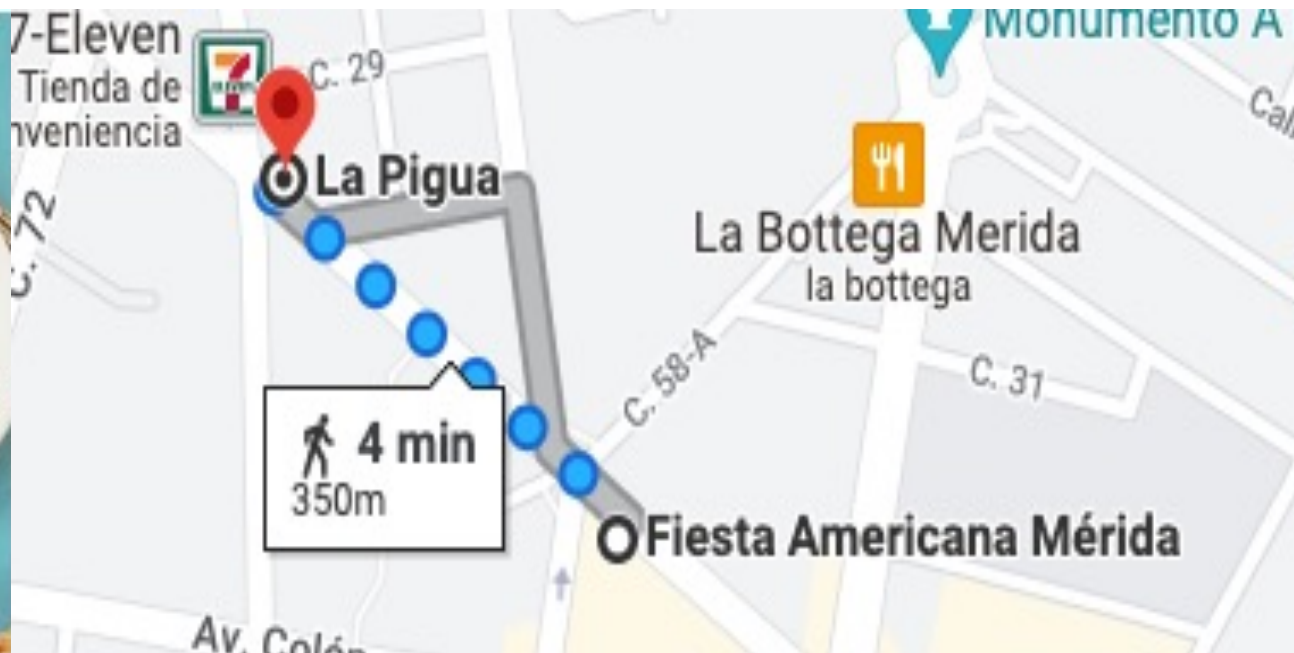 7-Eleven
Tienda de
nveniencia
C. 29
Monumento A
La Pigua
C. 72
La Bottega Merida
la bottega
C. 58-A
C. 31
4 min
350m
Fiesta Americana Mérida
Av. Colón